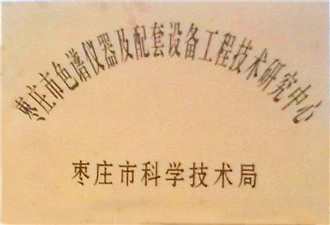 枣庄市色谱仪器及配套设备工程技术研究中心
枣庄市科学技术局